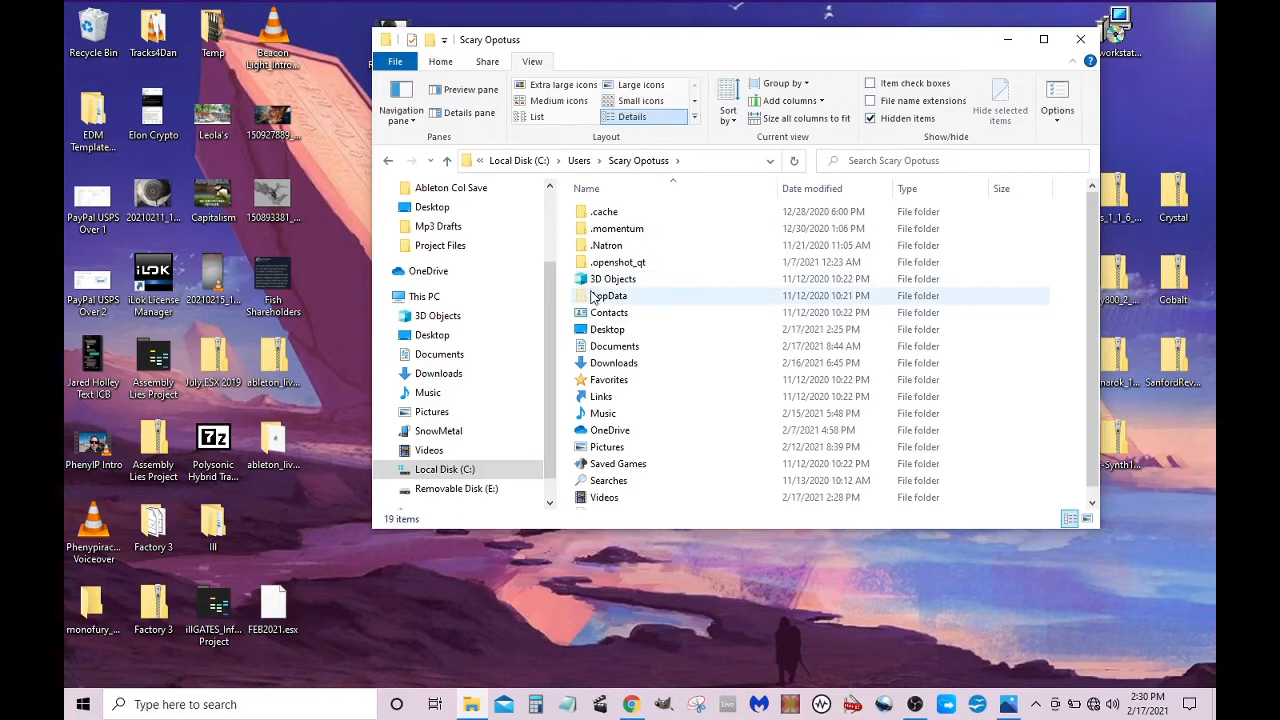 Recycle Bin
Tracks4Dan
Temp
Beacon
Light_Intro...
EDM
Template...
Elon Crypto
Leola's
150927889_...
PayPal USPS
Over 1
20210211_1...
Capitalism
150893381_...
PayPal USPS
Over 2
iLOK
iLok License
Manager
20210215_1...
Fish
Shareholders
Jared Holley
Text ICB
Assembly
Lies Project
July ESX 2019
ableton_liv...
PhenylP Intro
Assembly
Lies Project
7z
Polysonic
Hybrid Tra...
ableton_liv...
Phenypirac...
Voiceover
Factory 3
III
monofury_...
Factory 3
illGATES_Inf...
Project
FEB2021.esx
Scary Opotuss
File
Home
Share
View
Navigation
pane
Preview pane
Details pane
Panes
Extra large icons
Large icons
Medium icons
Small icons
List
Details
Layout
Sort
by
Group by
Add columns
Size all columns to fit
Current view
Item check boxes
File name extensions
Hidden items
Hide selected
items
Show/hide
Options
« Local Disk (C:) > Users > Scary Opotuss >
Search Scary Opotuss
Ableton Col Save
Desktop
Mp3 Drafts
Project Files
OneDrive
This PC
3D Objects
Desktop
Documents
Downloads
Music
Pictures
SnowMetal
Videos
Local Disk (C:)
Removable Disk (E:)
Name Date modified Type Size
.cache 12/28/2020 6:00 PM File folder
.momentum 12/30/2020 1:06 PM File folder
.Natron 11/21/2020 11:05 AM File folder
.openshot_qt 1/7/2021 12:23 AM File folder
3D Objects 11/12/2020 10:22 PM File folder
AppData 11/12/2020 10:21 PM File folder
Contacts 11/12/2020 10:22 PM File folder
Desktop 2/17/2021 2:25 PM File folder
Documents 2/17/2021 8:44 AM File folder
Downloads 2/16/2021 6:45 PM File folder
Favorites 11/12/2020 10:22 PM File folder
Links 11/12/2020 10:22 PM File folder
Music 2/15/2021 5:48 PM File folder
OneDrive 2/7/2021 4:58 PM File folder
Pictures 2/12/2021 8:39 PM File folder
Saved Games 11/12/2020 10:22 PM File folder
Searches 11/13/2020 10:12 AM File folder
Videos 2/17/2021 2:28 PM File folder
19 items
workstat...
s_1_1_6_...
Crystal
y800_2_...
Cobalt
narok_1...
SanfordRev...
-Synth1...
Type here to search
Live
2:30 PM
2/17/2021